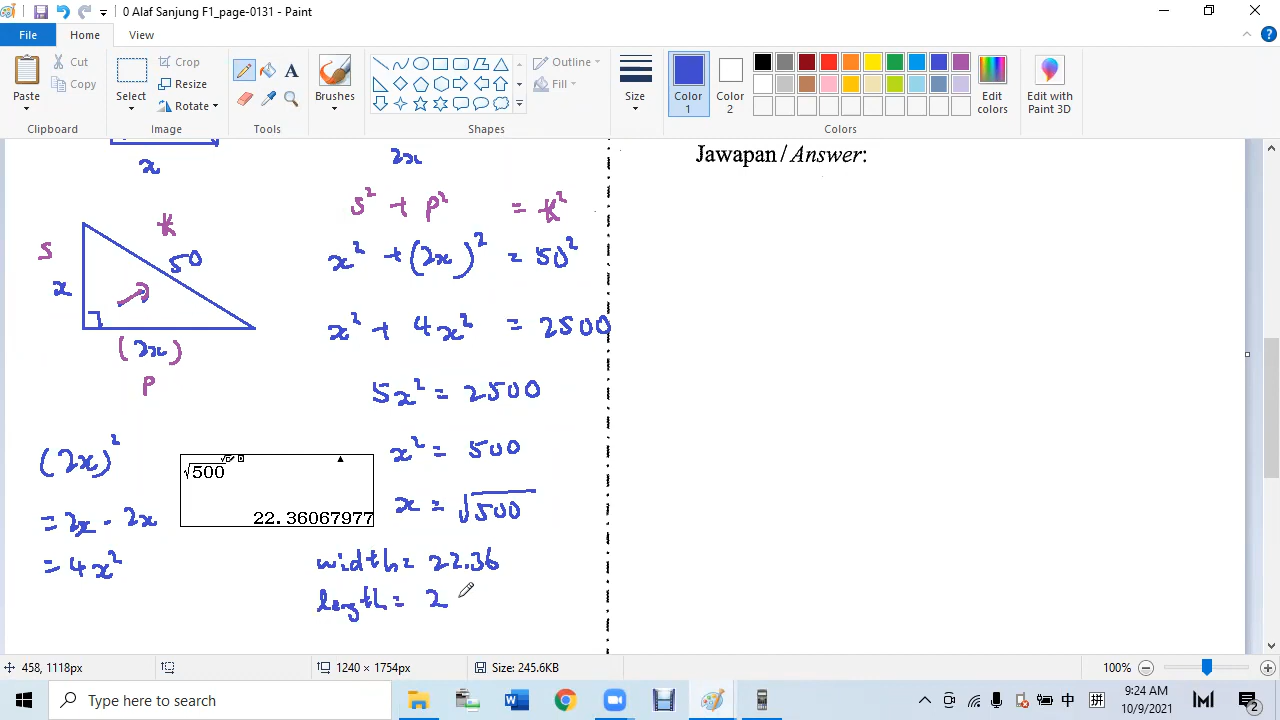 0 Alaf Sanjung F1_page-0131 - Paint
File Home View
Paste Cut Copy
Clipboard
Select Crop Resize Rotate
Image
A
Tools
Brushes
Outline Fill
Shapes
Size
Color 1
Color 2
Edit colors
Colors
Edit with Paint 3D
x
2x
s² + p² = k²
x² + (2x)² = 50²
x² + 4x² = 2500
5x² = 2500
x² = 500
x = √500
width = 22.36
length = 2
s
k
x
50
(2x)
p
(2x)²
= 2x - 2x
= 4x²
√500
22.36067977
Jawapan / Answer:
458, 1118px
1240 × 1754px
Size: 245.6KB
100%
Type here to search
中
拼
9:24 AM
10/9/2021
2